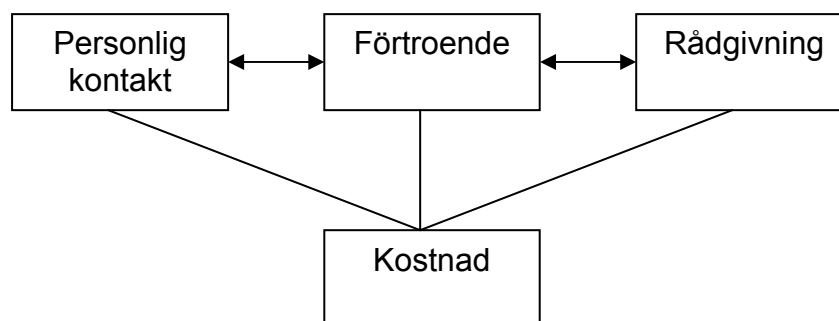 Personlig
kontakt
Förtroende
Rådgivning
Kostnad